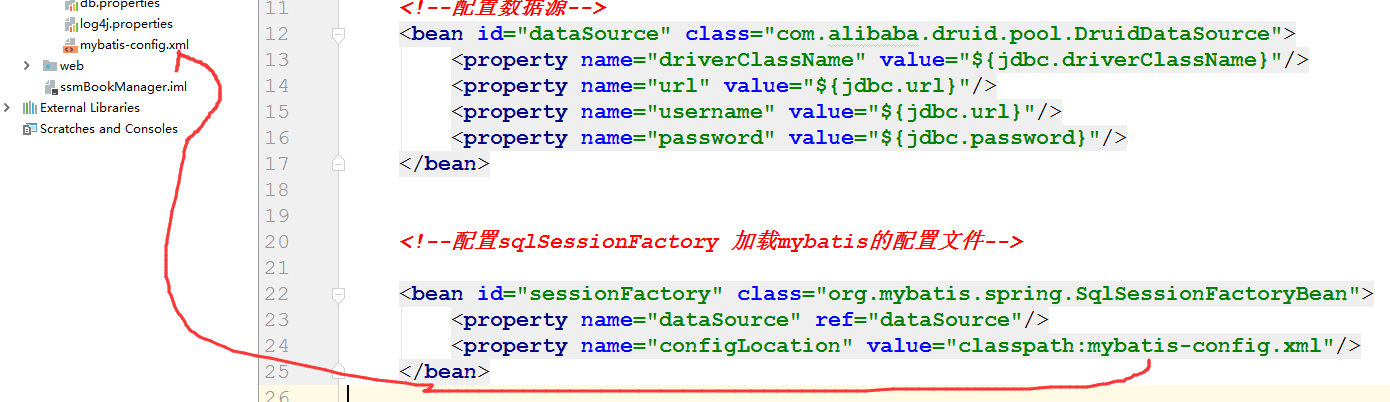 db.properties
log4j.properties
mybatis-config.xml
web
ssmBookManager.iml
External Libraries
Scratches and Consoles
11 <!--配置数据源-->
12 <bean id="dataSource" class="com.alibaba.druid.pool.DruidDataSource">
13 <property name="driverClassName" value="${jdbc.driverClassName}"/>
14 <property name="url" value="${jdbc.url}"/>
15 <property name="username" value="${jdbc.url}"/>
16 <property name="password" value="${jdbc.password}"/>
17 </bean>
18
19
20 <!--配置sqlSessionFactory 加载mybatis的配置文件-->
21
22 <bean id="sessionFactory" class="org.mybatis.spring.SqlSessionFactoryBean">
23 <property name="dataSource" ref="dataSource"/>
24 <property name="configLocation" value="classpath:mybatis-config.xml"/>
25 </bean>
26